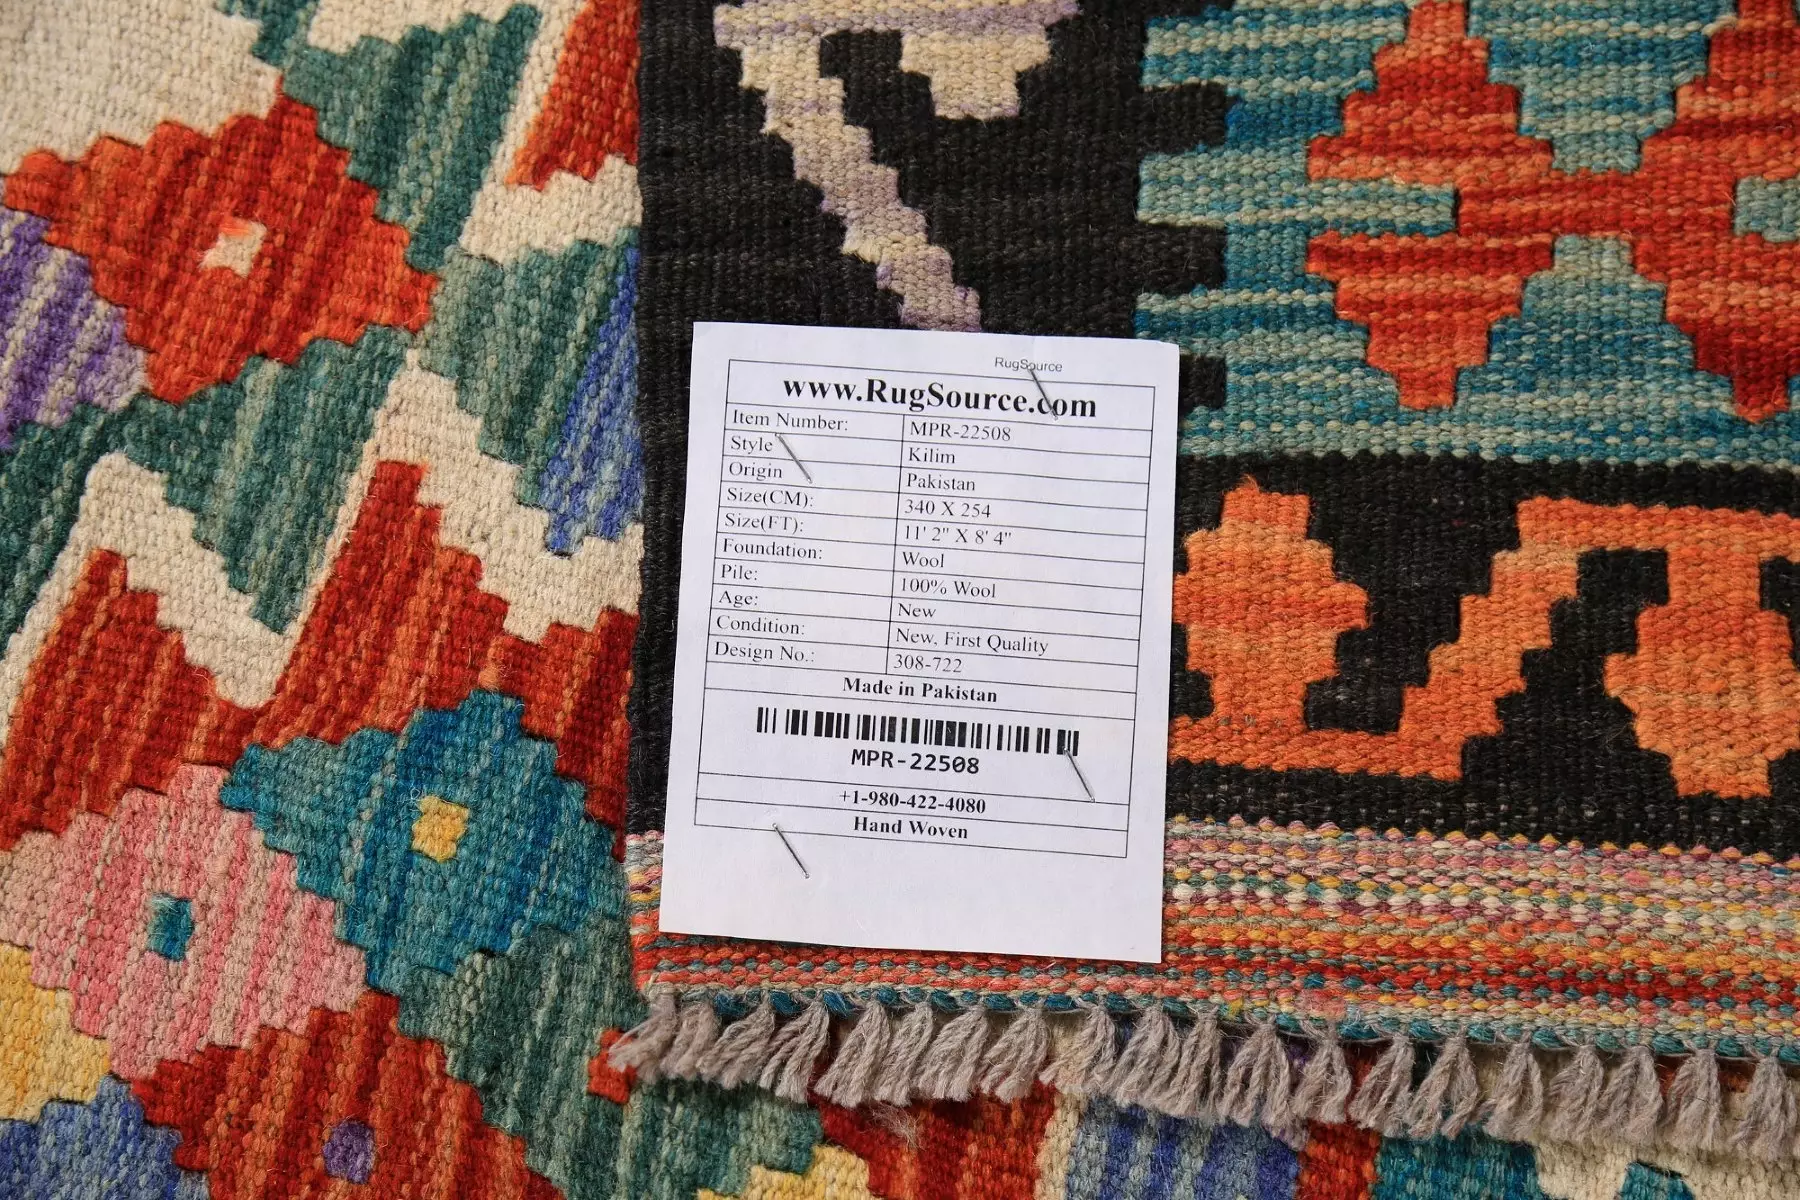 RugSource
www.RugSource.com
Item Number: MPR-22508
Style Kilim
Origin Pakistan
Size(CM): 340 X 254
Size(FT): 11' 2" X 8' 4"
Foundation: Wool
Pile: 100% Wool
Age: New
Condition: New, First Quality
Design No.: 308-722
Made in Pakistan
MPR-22508
+1-980-422-4080
Hand Woven